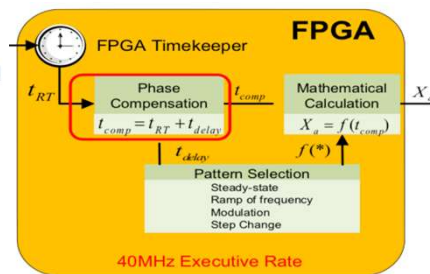 FPGA
FPGA Timekeeper
t_RT
Phase Compensation
t_comp = t_RT + t_delay
t_comp
Mathematical Calculation
X_a = f(t_comp)
t_delay
f(*)
Pattern Selection
Steady-state
Ramp of frequency
Modulation
Step Change
40MHz Executive Rate